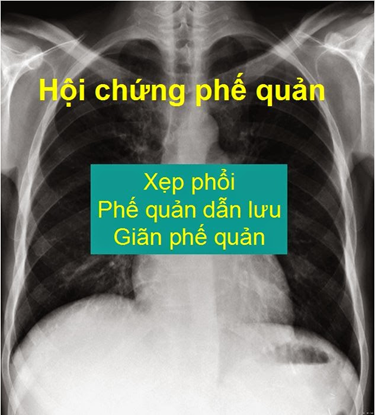 Hội chứng phế quản
Xẹp phổi
Phế quản dẫn lưu
Giãn phế quản